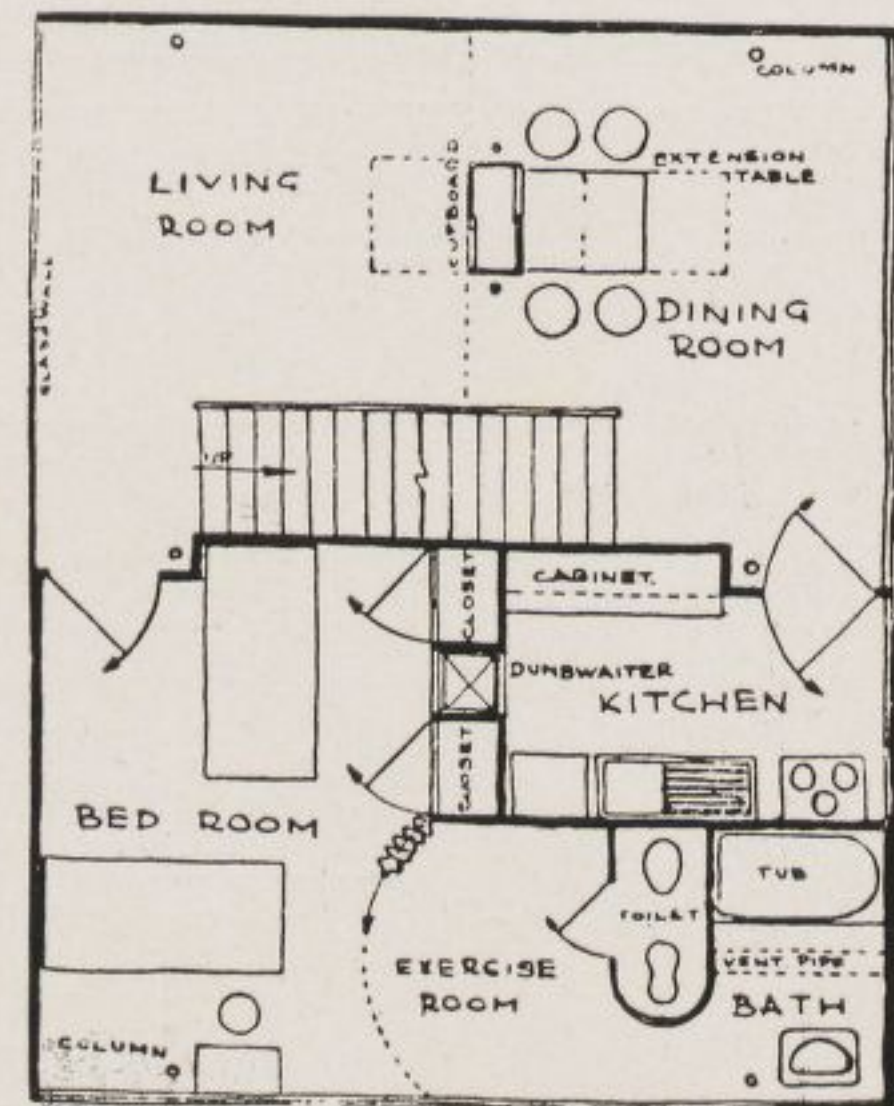 COLUMN
LIVING
ROOM
CUPBOARD
EXTENSION
TABLE
GLASS WALL
DINING
ROOM
UP
CLOSET
CABINET.
DUMBWAITER
KITCHEN
CLOSET
BED ROOM
TUB
TOILET
EXERCISE
ROOM
VENT PIPE
BATH
COLUMN